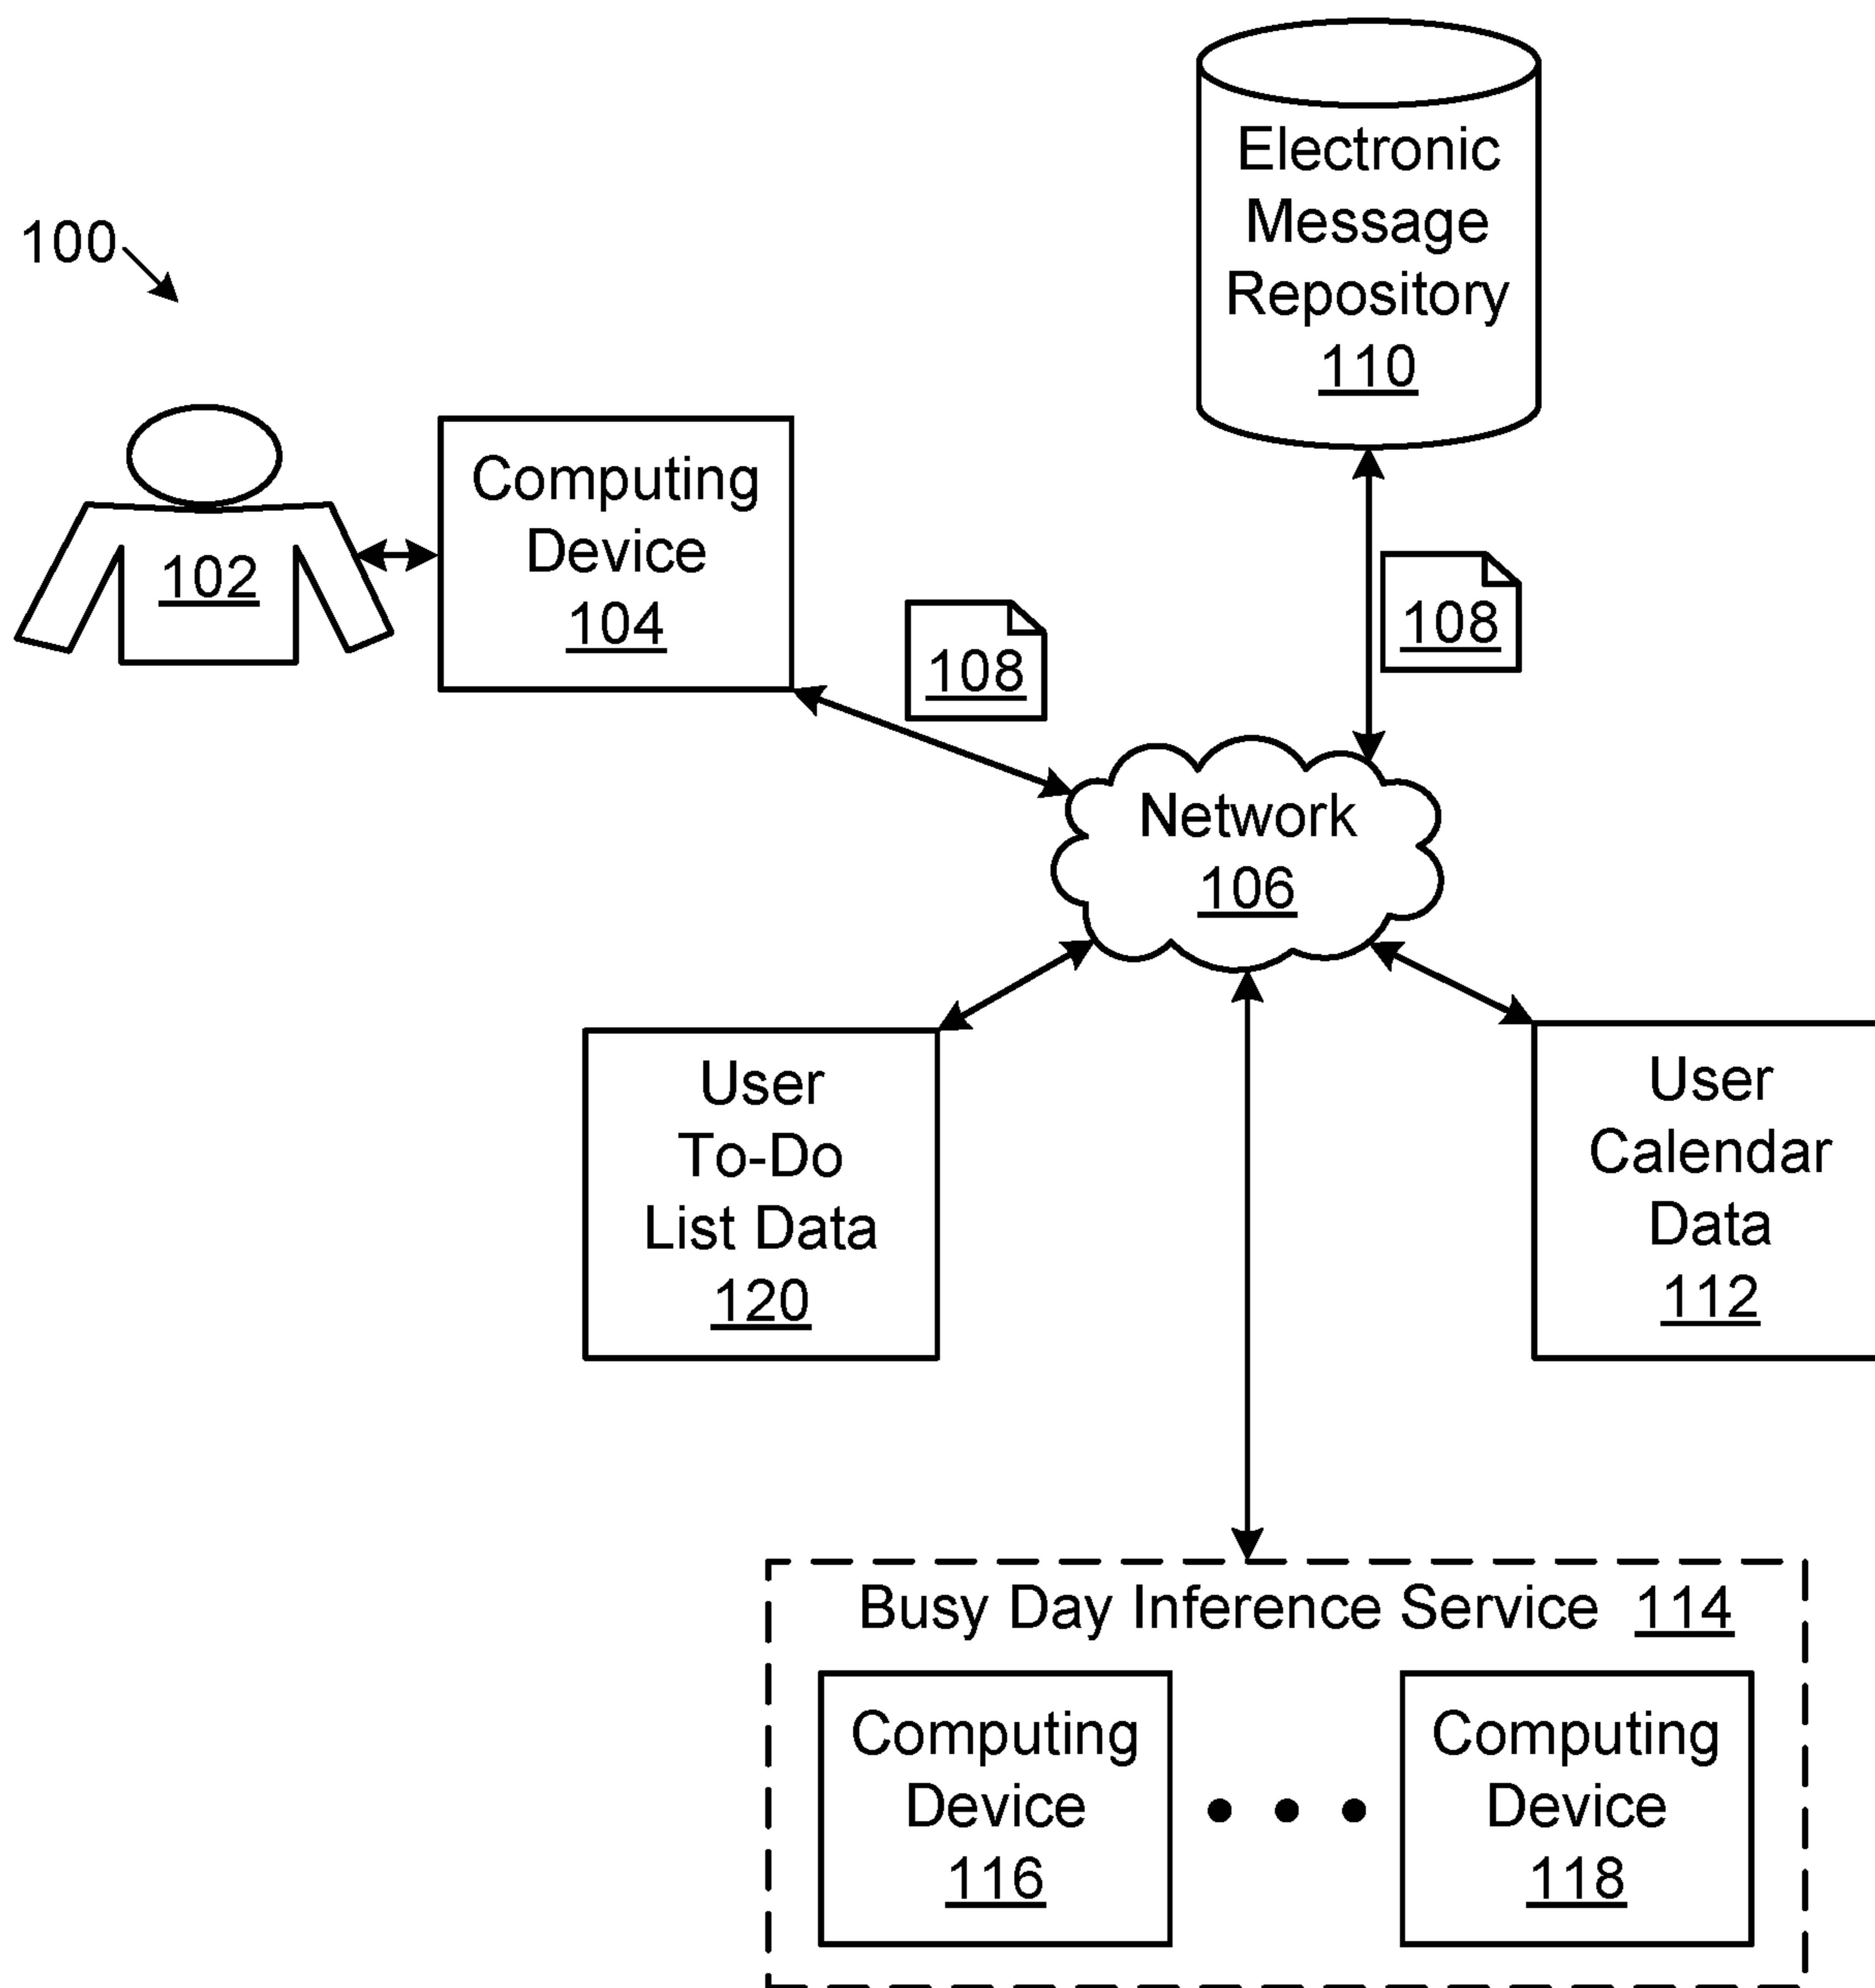 Electronic
Message
Repository
110
100
Computing
Device
104
102
108
108
Network
106
User
To-Do
List Data
120
User
Calendar
Data
112
Busy Day Inference Service 114
Computing
Device
116
Computing
Device
118